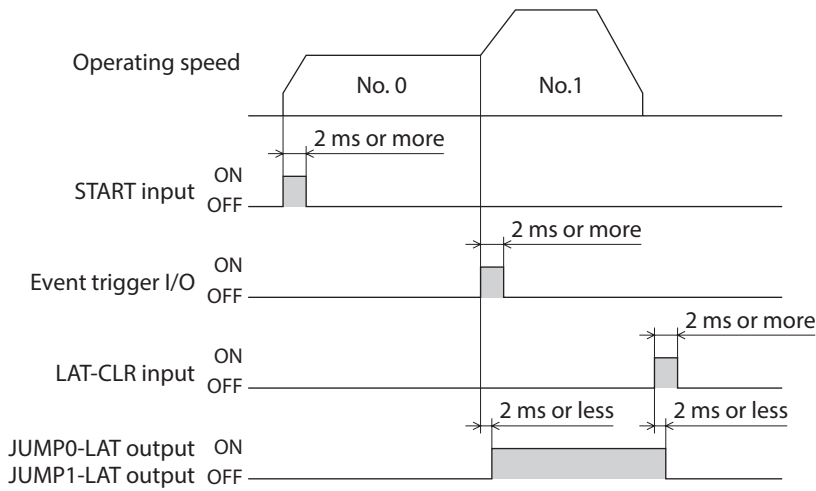 Operating speed
No. 0
No.1
2 ms or more
START input
ON
OFF
2 ms or more
Event trigger I/O
ON
OFF
2 ms or more
LAT-CLR input
ON
OFF
2 ms or less
2 ms or less
JUMP0-LAT output
JUMP1-LAT output
ON
OFF